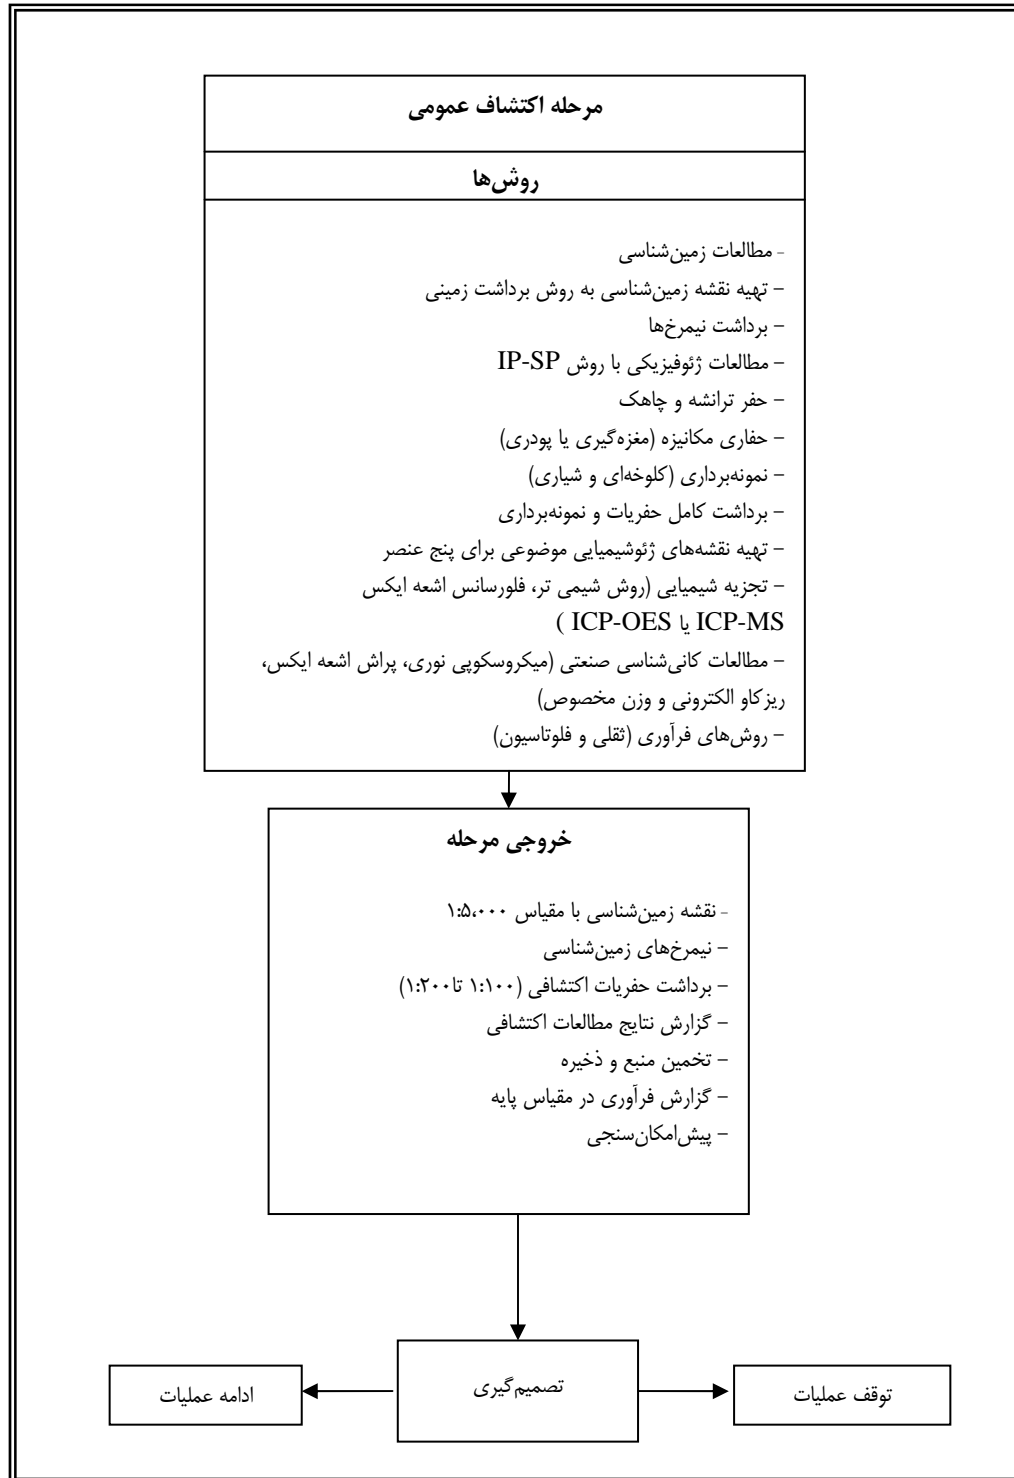 مرحله اکتشاف عمومی
روش‌ها
- مطالعات زمین‌شناسی
- تهیه نقشه زمین‌شناسی به روش برداشت زمینی
- برداشت نیمرخ‌ها
- مطالعات ژئوفیزیکی با روش IP-SP
- حفر ترانشه و چاهک
- حفاری مکانیزه (مغزه‌گیری یا پودری)
- نمونه‌برداری (کلوخه‌ای و شیاری)
- برداشت کامل حفریات و نمونه‌برداری
- تهیه نقشه‌های ژئوشیمیایی موضوعی برای پنج عنصر
- تجزیه شیمیایی (روش شیمی تر، فلورسانس اشعه ایکس
ICP-MS یا ICP-OES )
- مطالعات کانی‌شناسی صنعتی (میکروسکوپی نوری، پراش اشعه ایکس،
ریزکاو الکترونی و وزن مخصوص)
- روش‌های فرآوری (ثقلی و فلوتاسیون)
خروجی مرحله
- نقشه زمین‌شناسی با مقیاس ۱:۵،۰۰۰
- نیمرخ‌های زمین‌شناسی
- برداشت حفریات اکتشافی (۱:۱۰۰ تا ۱:۲۰۰)
- گزارش نتایج مطالعات اکتشافی
- تخمین منبع و ذخیره
- گزارش فرآوری در مقیاس پایه
- پیش‌امکان‌سنجی
تصمیم‌گیری
توقف عملیات
ادامه عملیات